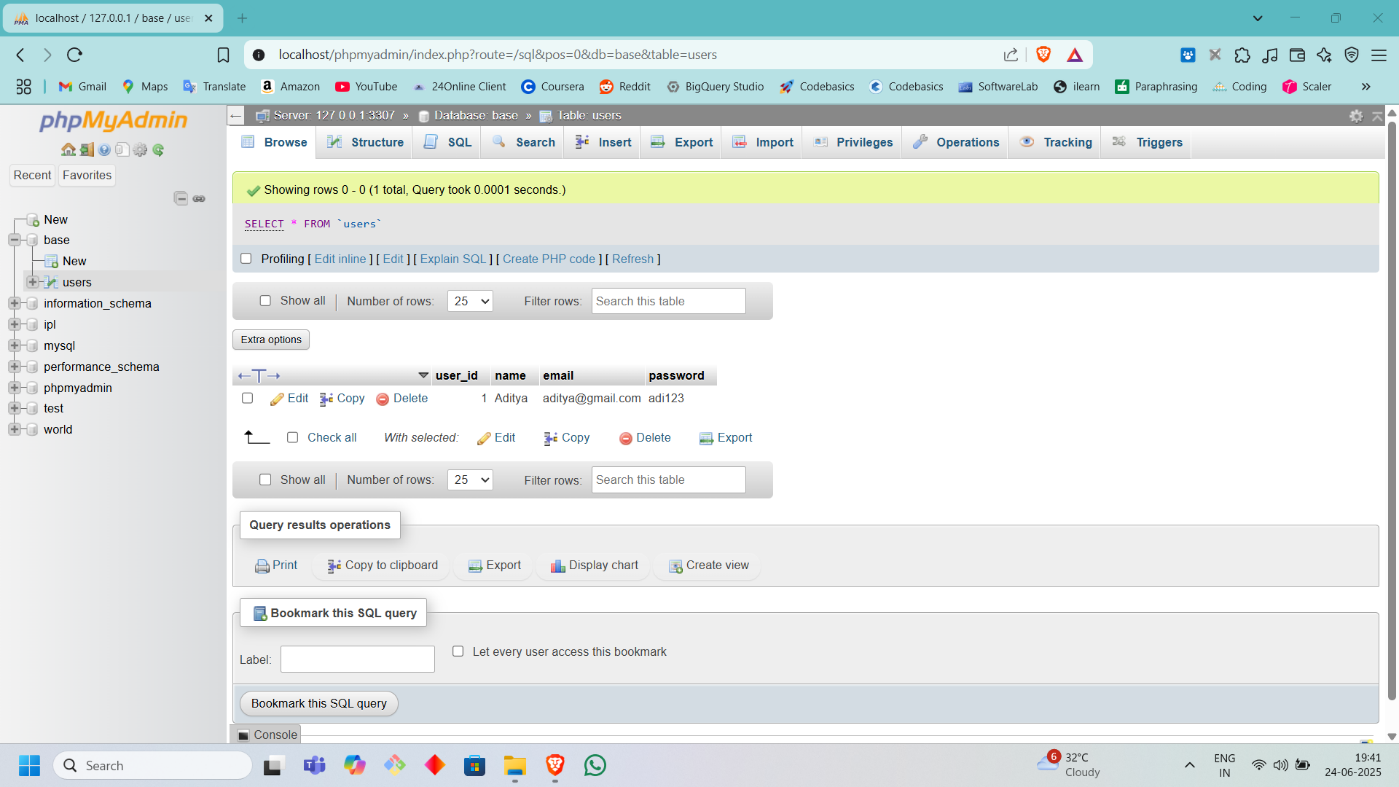 localhost / 127.0.0.1 / base / use
localhost/phpmyadmin/index.php?route=/sql&pos=0&db=base&table=users
Gmail Maps Translate Amazon YouTube 24Online Client Coursera Reddit BigQuery Studio Codebasics Codebasics SoftwareLab ilearn Paraphrasing Coding Scaler »
phpMyAdmin
Recent Favorites
New
base
New
users
information_schema
ipl
mysql
performance_schema
phpmyadmin
test
world
Server: 127.0.0.1:3307 » Database: base » Table: users
Browse Structure SQL Search Insert Export Import Privileges Operations Tracking Triggers
Showing rows 0 - 0 (1 total, Query took 0.0001 seconds.)
SELECT * FROM `users`
Profiling [ Edit inline ] [ Edit ] [ Explain SQL ] [ Create PHP code ] [ Refresh ]
Show all Number of rows: 25 Filter rows: Search this table
Extra options
user_id name email password
Edit Copy Delete 1 Aditya aditya@gmail.com adi123
Check all With selected: Edit Copy Delete Export
Show all Number of rows: 25 Filter rows: Search this table
Query results operations
Print Copy to clipboard Export Display chart Create view
Bookmark this SQL query
Label: Let every user access this bookmark
Bookmark this SQL query
Console
Search
6
32°C
Cloudy
ENG
IN
19:41
24-06-2025